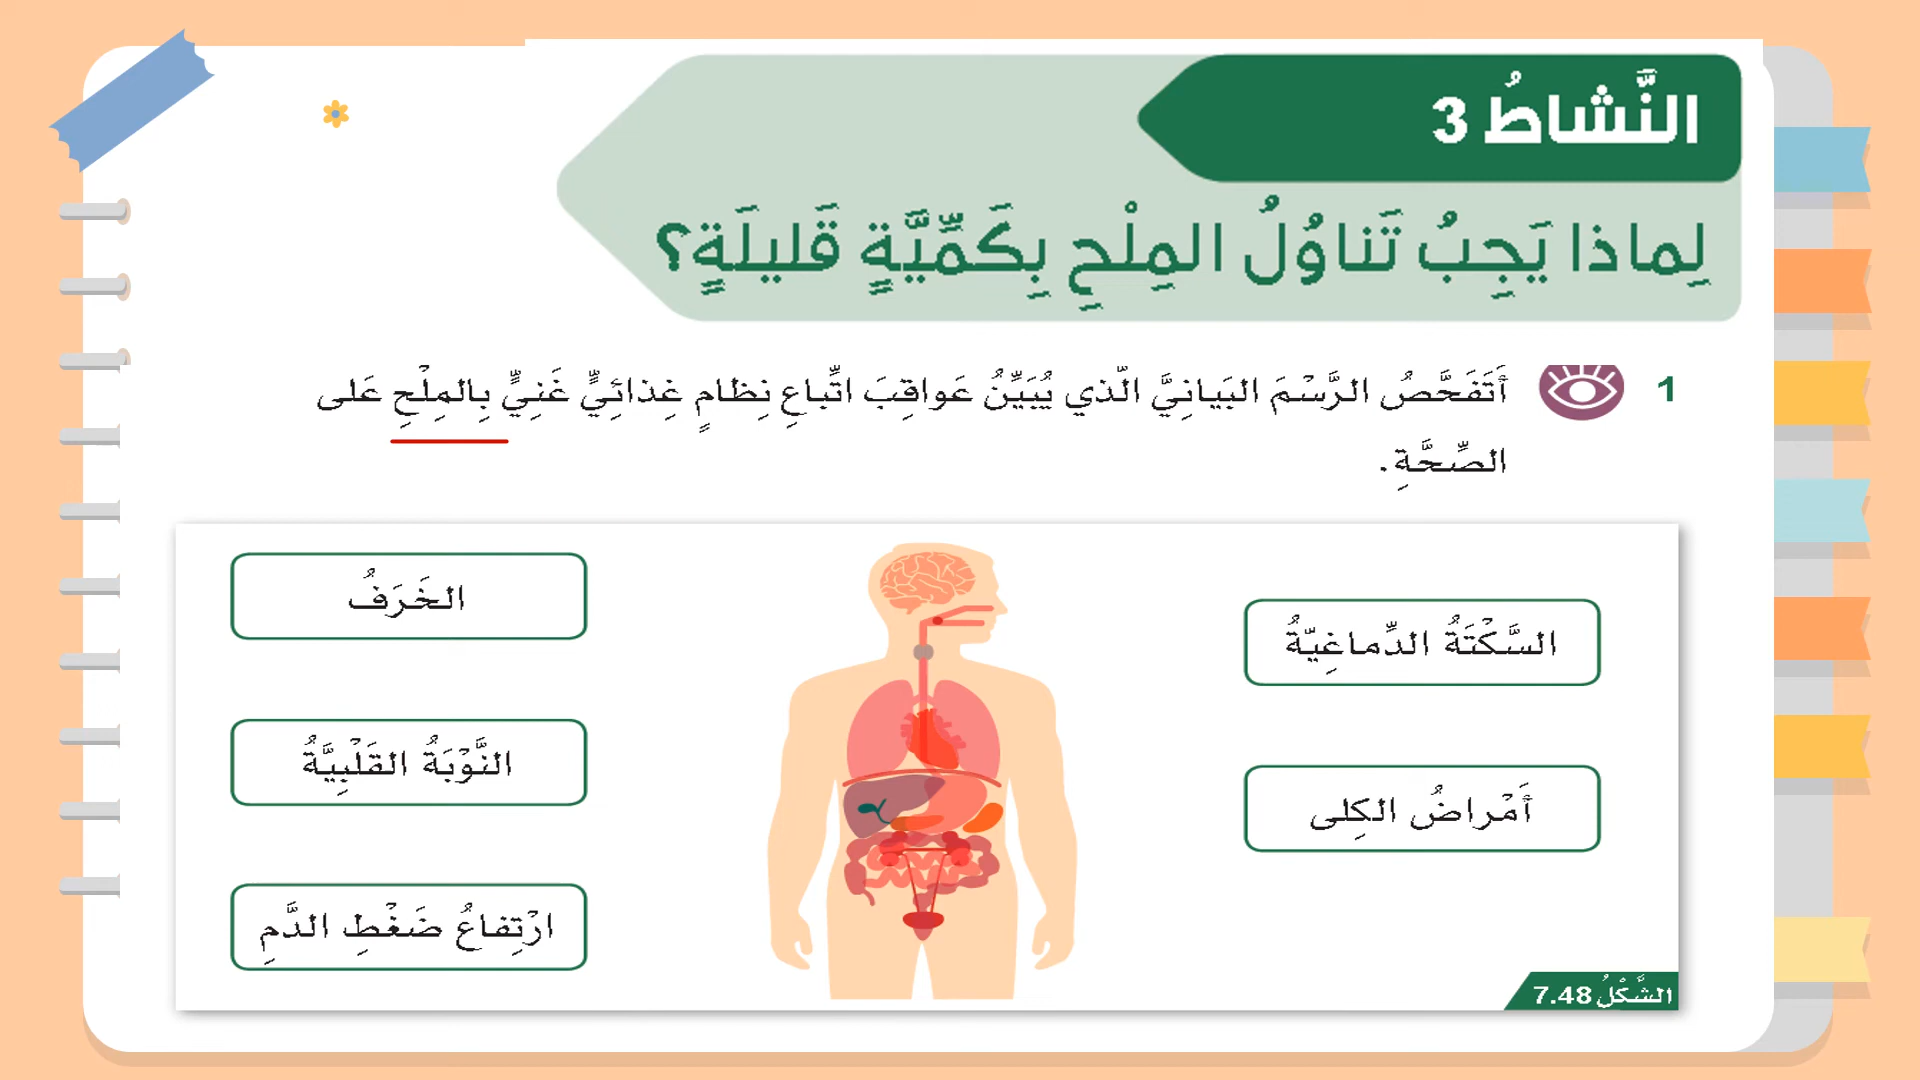 النَّشاطُ 3
لِماذا يَجِبُ تَناوُلُ المِلْحِ بِكَمِّيَّةٍ قَليلَةٍ؟
1 أَتَفَحَّصُ الرَّسْمَ البَيانِيَّ الّذي يُبَيِّنُ عَواقِبَ اتِّباعِ نِظامٍ غِذائِيٍّ غَنِيٍّ بِالمِلْحِ عَلى
الصِّحَّةِ.
السَّكْتَةُ الدِّماغِيّةُ
أَمْراضُ الكِلى
الخَرَفُ
النَّوْبَةُ القَلْبِيَّةُ
ارْتِفاعُ ضَغْطِ الدَّمِ
الشَّكْلُ 7.48